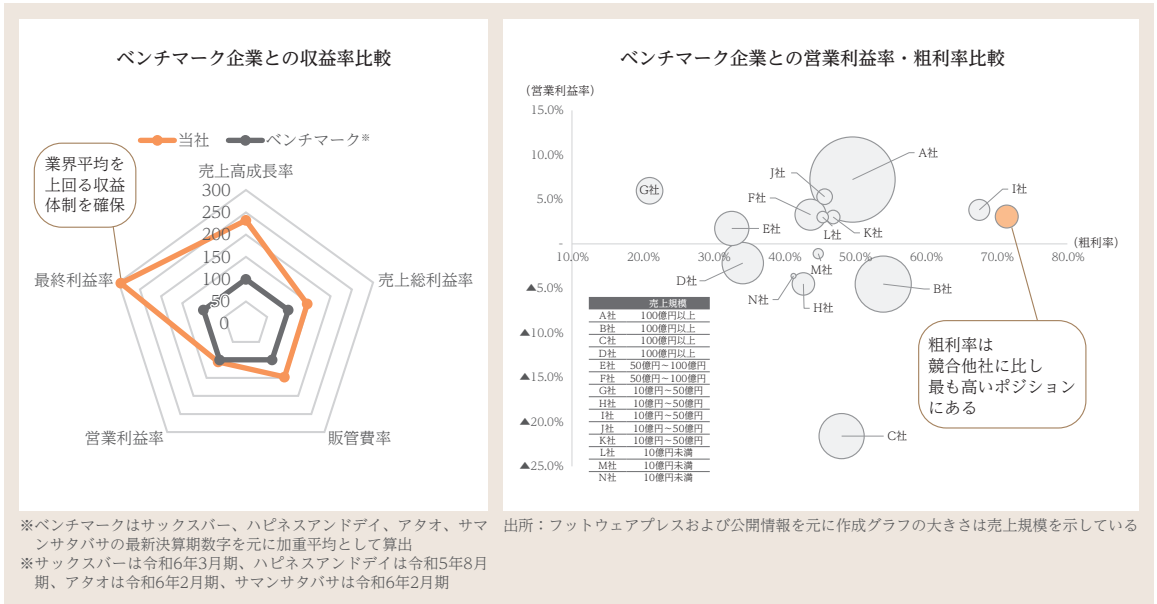 ベンチマーク企業との収益率比較
当社
ベンチマーク※
業界平均を
上回る収益
体制を確保
売上高成長率
300
250
200
150
100
50
0
最終利益率
売上総利益率
営業利益率
販管費率
※ベンチマークはサックスバー、ハピネスアンドデイ、アタオ、サマ
ンサタバサの最新決算期数字を元に加重平均として算出
※サックスバーは令和6年3月期、ハピネスアンドデイは令和5年8月
期、アタオは令和6年2月期、サマンサタバサは令和6年2月期
ベンチマーク企業との営業利益率・粗利率比較
（営業利益率）
15.0%
10.0%
5.0%
-
▲5.0%
▲10.0%
▲15.0%
▲20.0%
▲25.0%
10.0% 20.0% 30.0% 40.0% 50.0% 60.0% 70.0% 80.0%
（粗利率）
A社
J社
I社
G社
F社
K社
L社
E社
M社
D社
N社
H社
B社
C社
売上規模
A社 100億円以上
B社 100億円以上
C社 100億円以上
D社 100億円以上
E社 50億円～100億円
F社 50億円～100億円
G社 10億円～50億円
H社 10億円～50億円
I社 10億円～50億円
J社 10億円～50億円
K社 10億円～50億円
L社 10億円未満
M社 10億円未満
N社 10億円未満
粗利率は
競合他社に比し
最も高いポジション
にある
出所：フットウェアプレスおよび公開情報を元に作成グラフの大きさは売上規模を示している